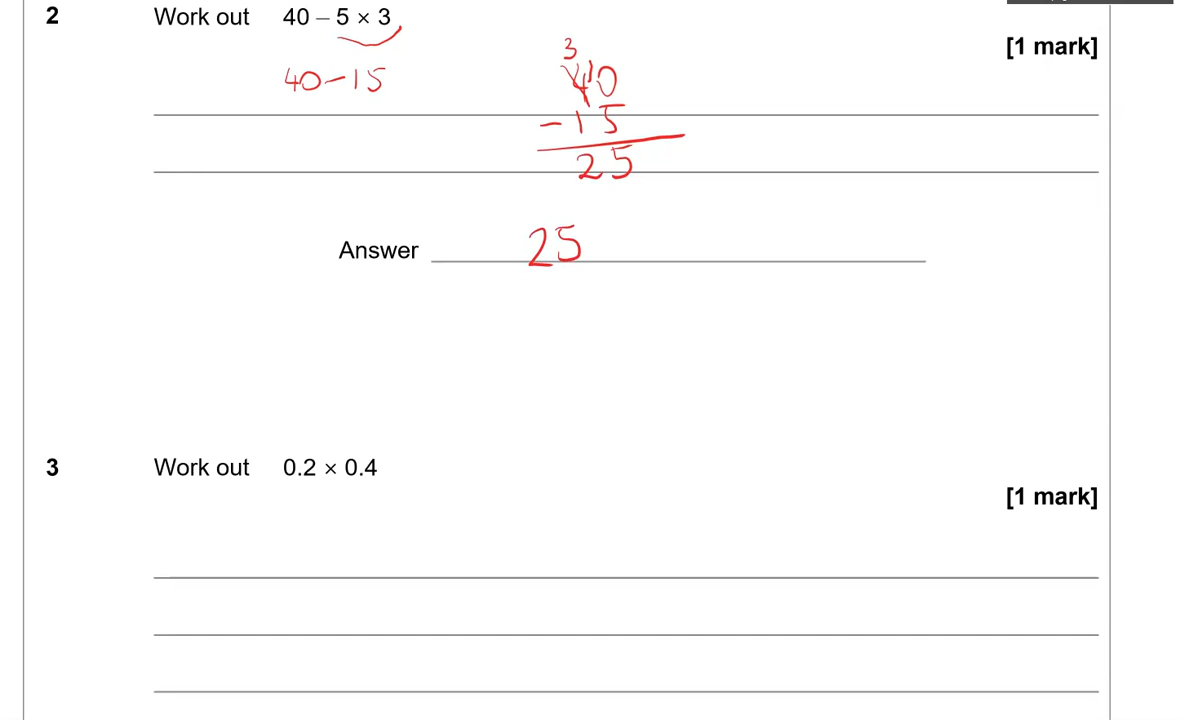 2 Work out 40 – 5 × 3
[1 mark]
40-15
3
40
-15
25
Answer 25
3 Work out 0.2 × 0.4
[1 mark]